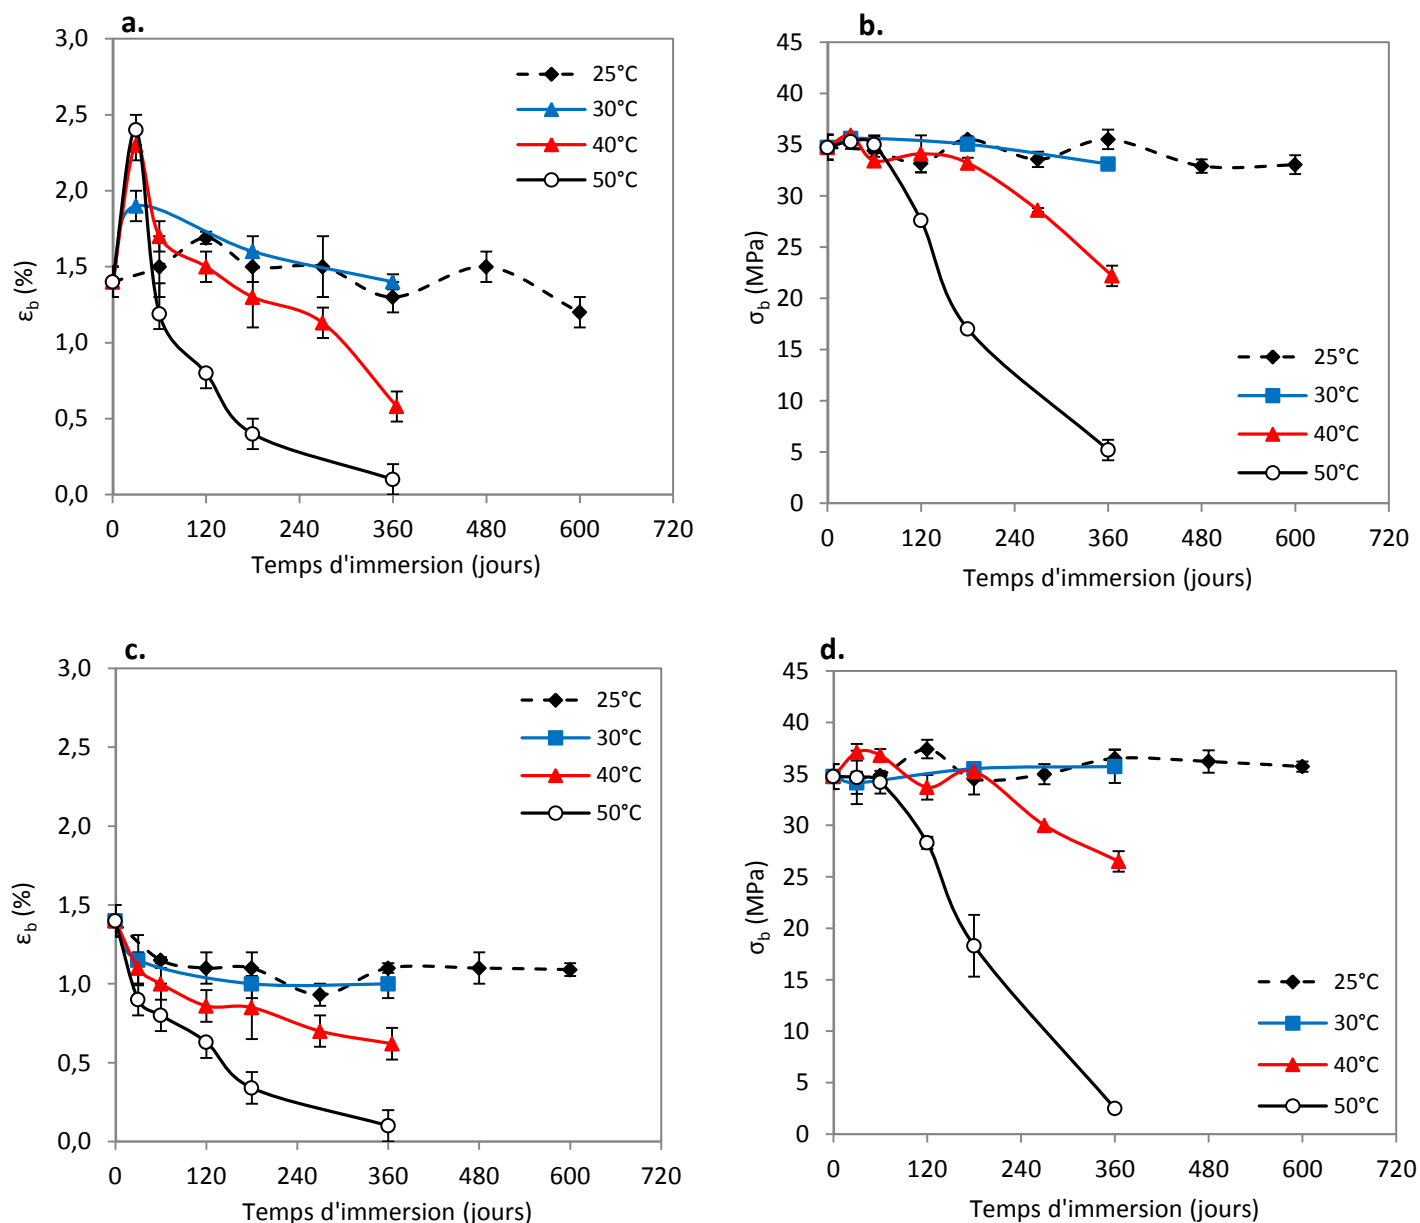 a.
3,0
2,5
2,0
1,5
1,0
0,5
0,0
ε_b (%)
25°C
30°C
40°C
50°C
0 120 240 360 480 600 720
Temps d'immersion (jours)
b.
45
40
35
30
25
20
15
10
5
0
σ_b (MPa)
25°C
30°C
40°C
50°C
0 120 240 360 480 600 720
Temps d'immersion (jours)
c.
3,0
2,5
2,0
1,5
1,0
0,5
0,0
ε_b (%)
25°C
30°C
40°C
50°C
0 120 240 360 480 600 720
Temps d'immersion (jours)
d.
45
40
35
30
25
20
15
10
5
0
σ_b (MPa)
25°C
30°C
40°C
50°C
0 120 240 360 480 600 720
Temps d'immersion (jours)